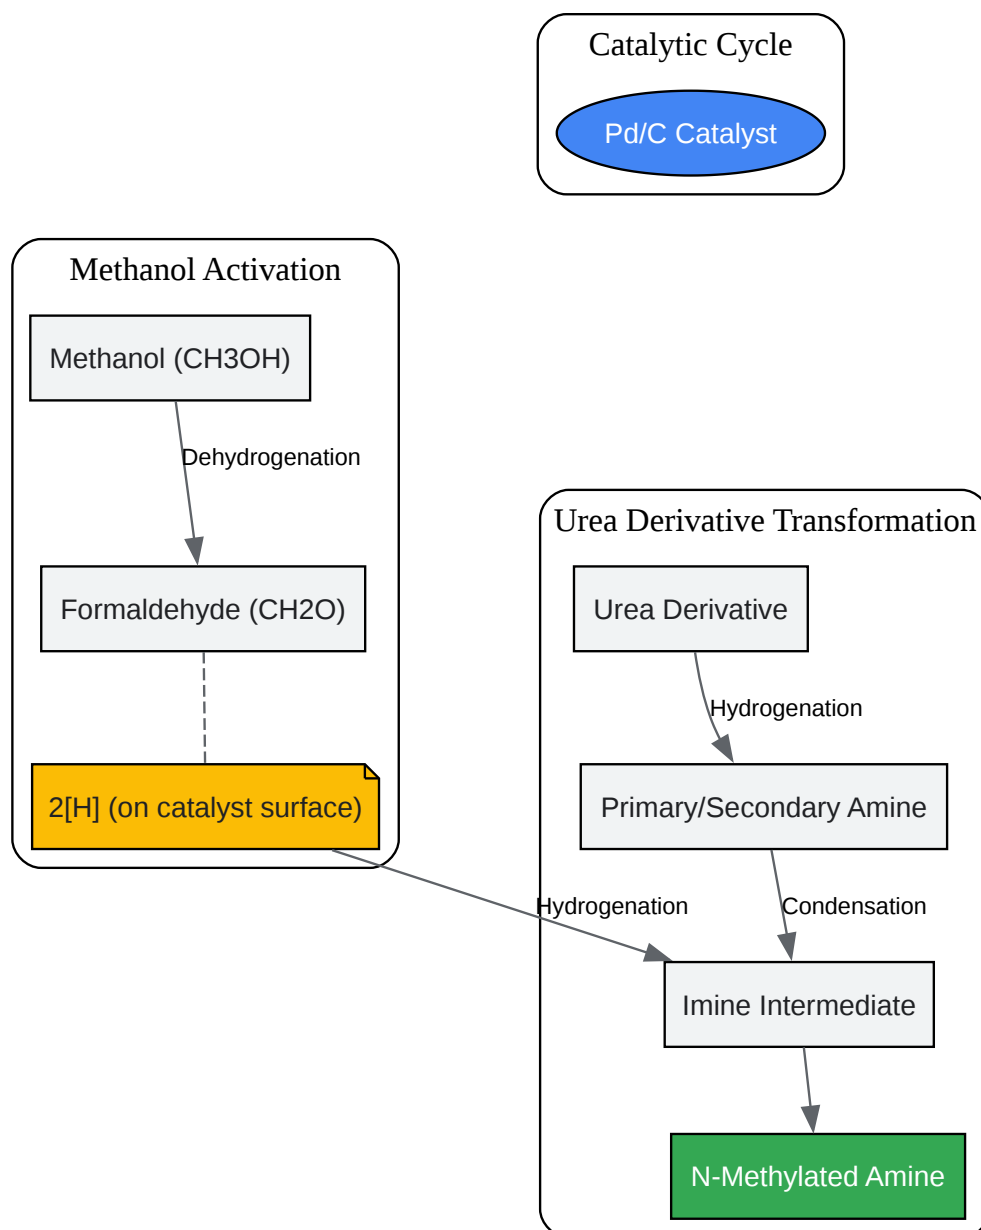 Catalytic Cycle
Pd/C Catalyst
Methanol Activation
Methanol (CH3OH)
Dehydrogenation
Formaldehyde (CH2O)
2[H] (on catalyst surface)
Hydrogenation
Urea Derivative Transformation
Urea Derivative
Hydrogenation
Primary/Secondary Amine
Condensation
Imine Intermediate
N-Methylated Amine